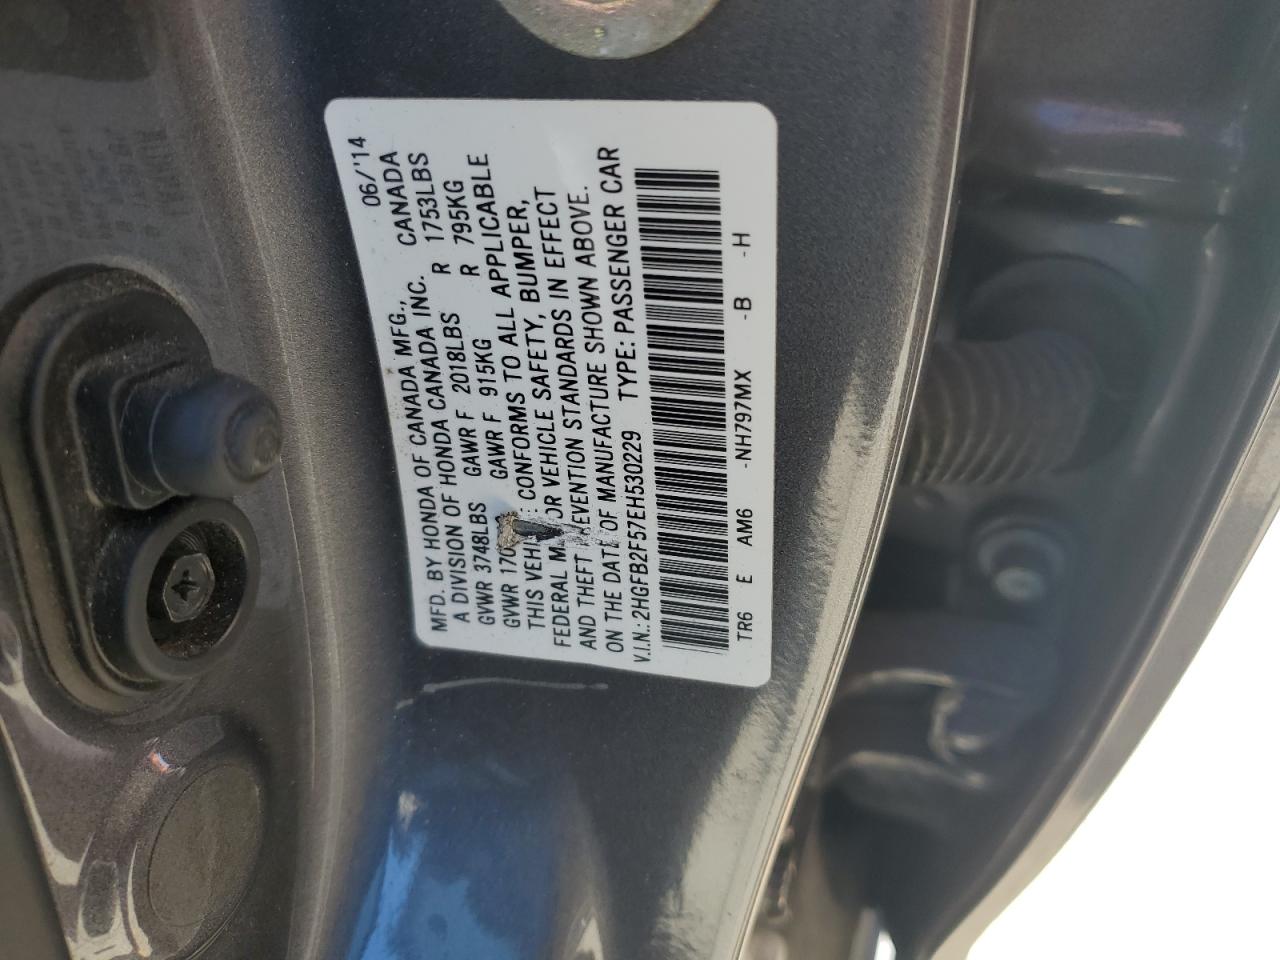 MFD. BY HONDA OF CANADA MFG., 06/'14
A DIVISION OF HONDA CANADA INC. CANADA
GVWR 3748LBS GAWR F 2018LBS R 1753LBS
GVWR 170 GAWR F 915KG R 795KG
THIS VEHI : CONFORMS TO ALL APPLICABLE
FEDERAL M OR VEHICLE SAFETY, BUMPER,
AND THEFT EVENTION STANDARDS IN EFFECT
ON THE DATE OF MANUFACTURE SHOWN ABOVE.
V.I.N.: 2HGFB2F57EH530229 TYPE: PASSENGER CAR
TR6 E AM6 -NH797MX -B -H